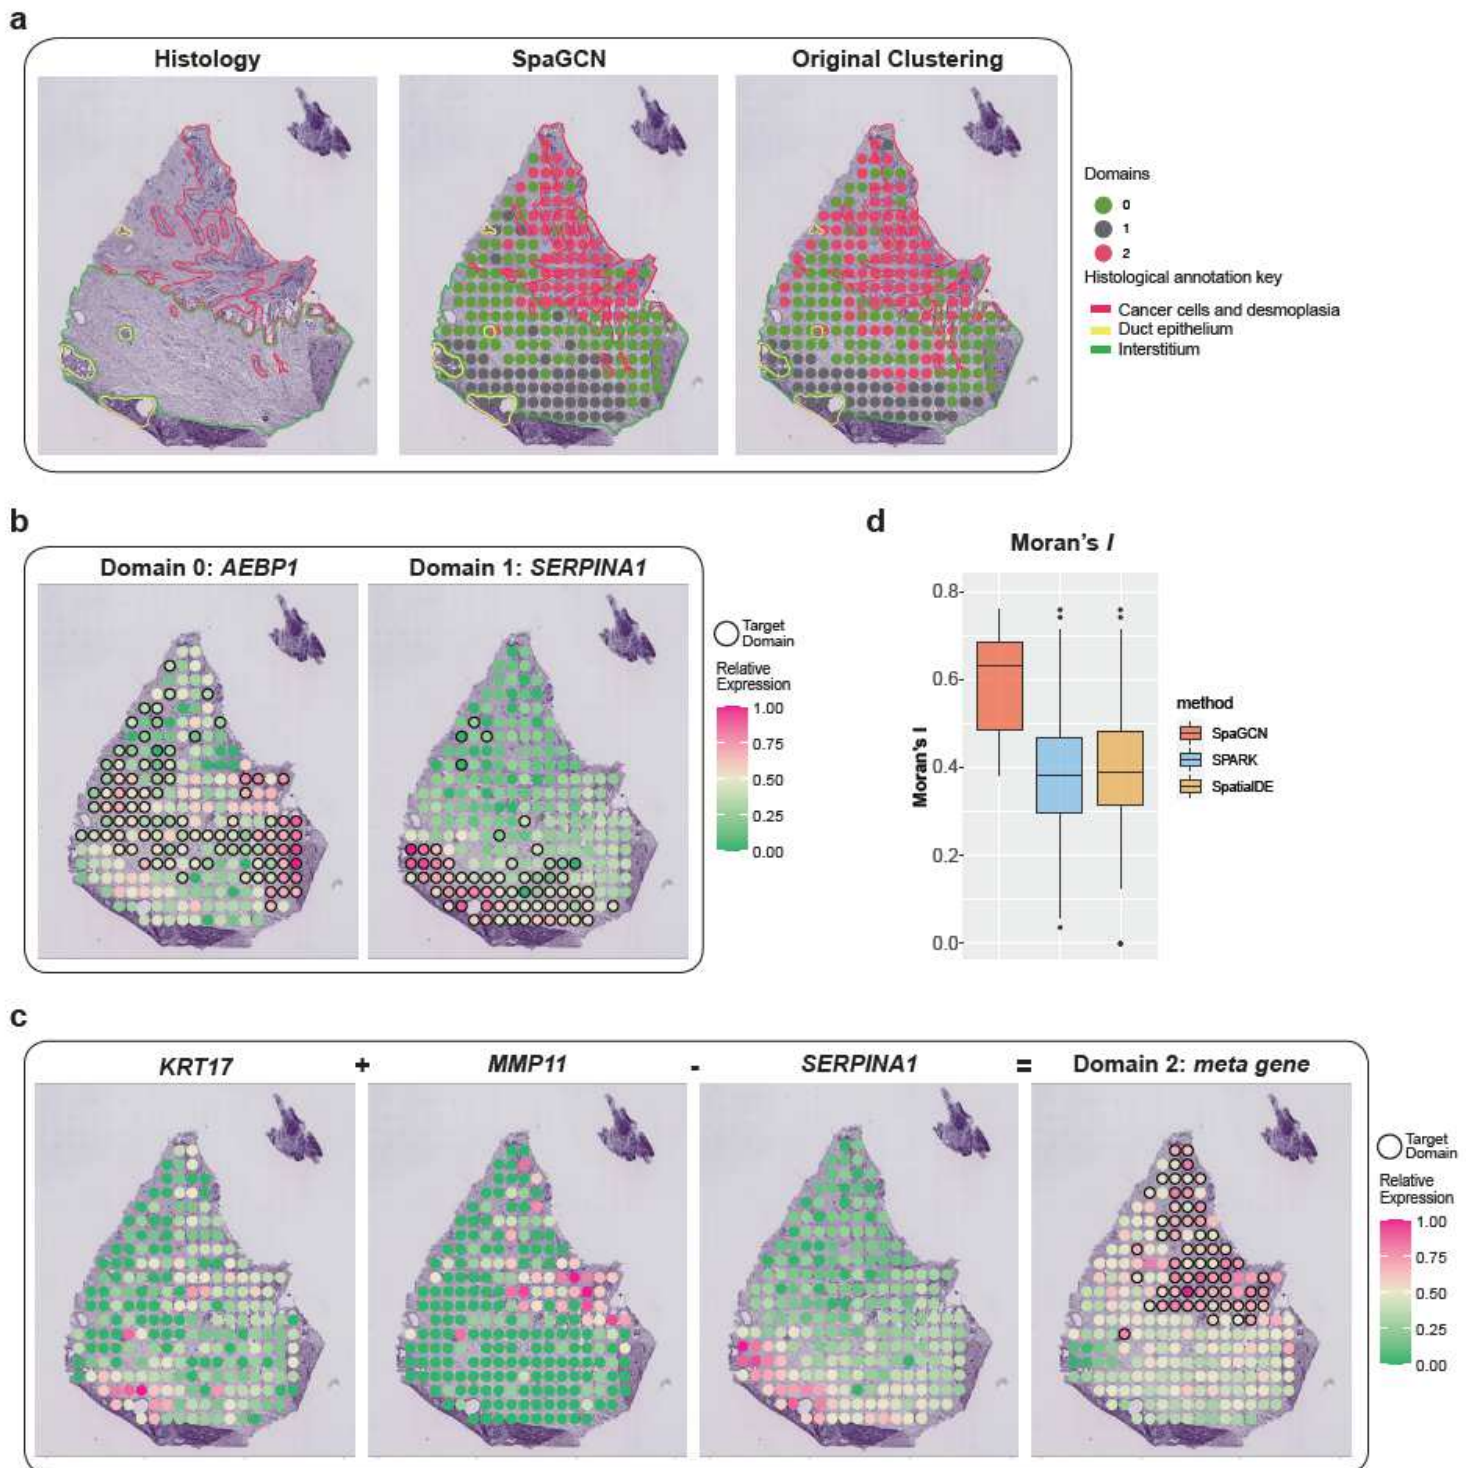 a
Histology
SpaGCN
Original Clustering
Domains
0
1
2
Histological annotation key
Cancer cells and desmoplasia
Duct epithelium
Interstitium
b
Domain 0: AEBP1
Domain 1: SERPINA1
Target
Domain
Relative
Expression
1.00
0.75
0.50
0.25
0.00
d
Moran's I
Moran's I
0.8
0.6
0.4
0.2
0.0
method
SpaGCN
SPARK
SpatialDE
c
KRT17 + MMP11 - SERPINA1 = Domain 2: meta gene
Target
Domain
Relative
Expression
1.00
0.75
0.50
0.25
0.00